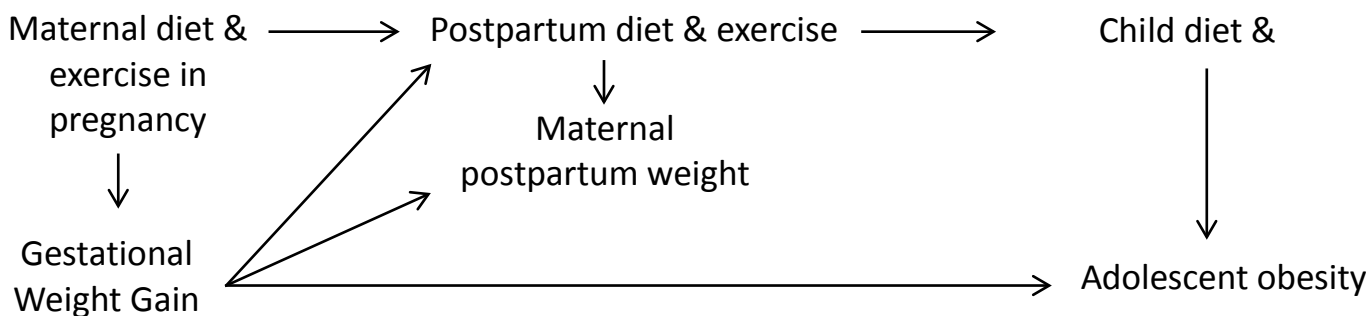 Maternal diet &
exercise in
pregnancy
Postpartum diet & exercise
Child diet &
Maternal
postpartum weight
Gestational
Weight Gain
Adolescent obesity